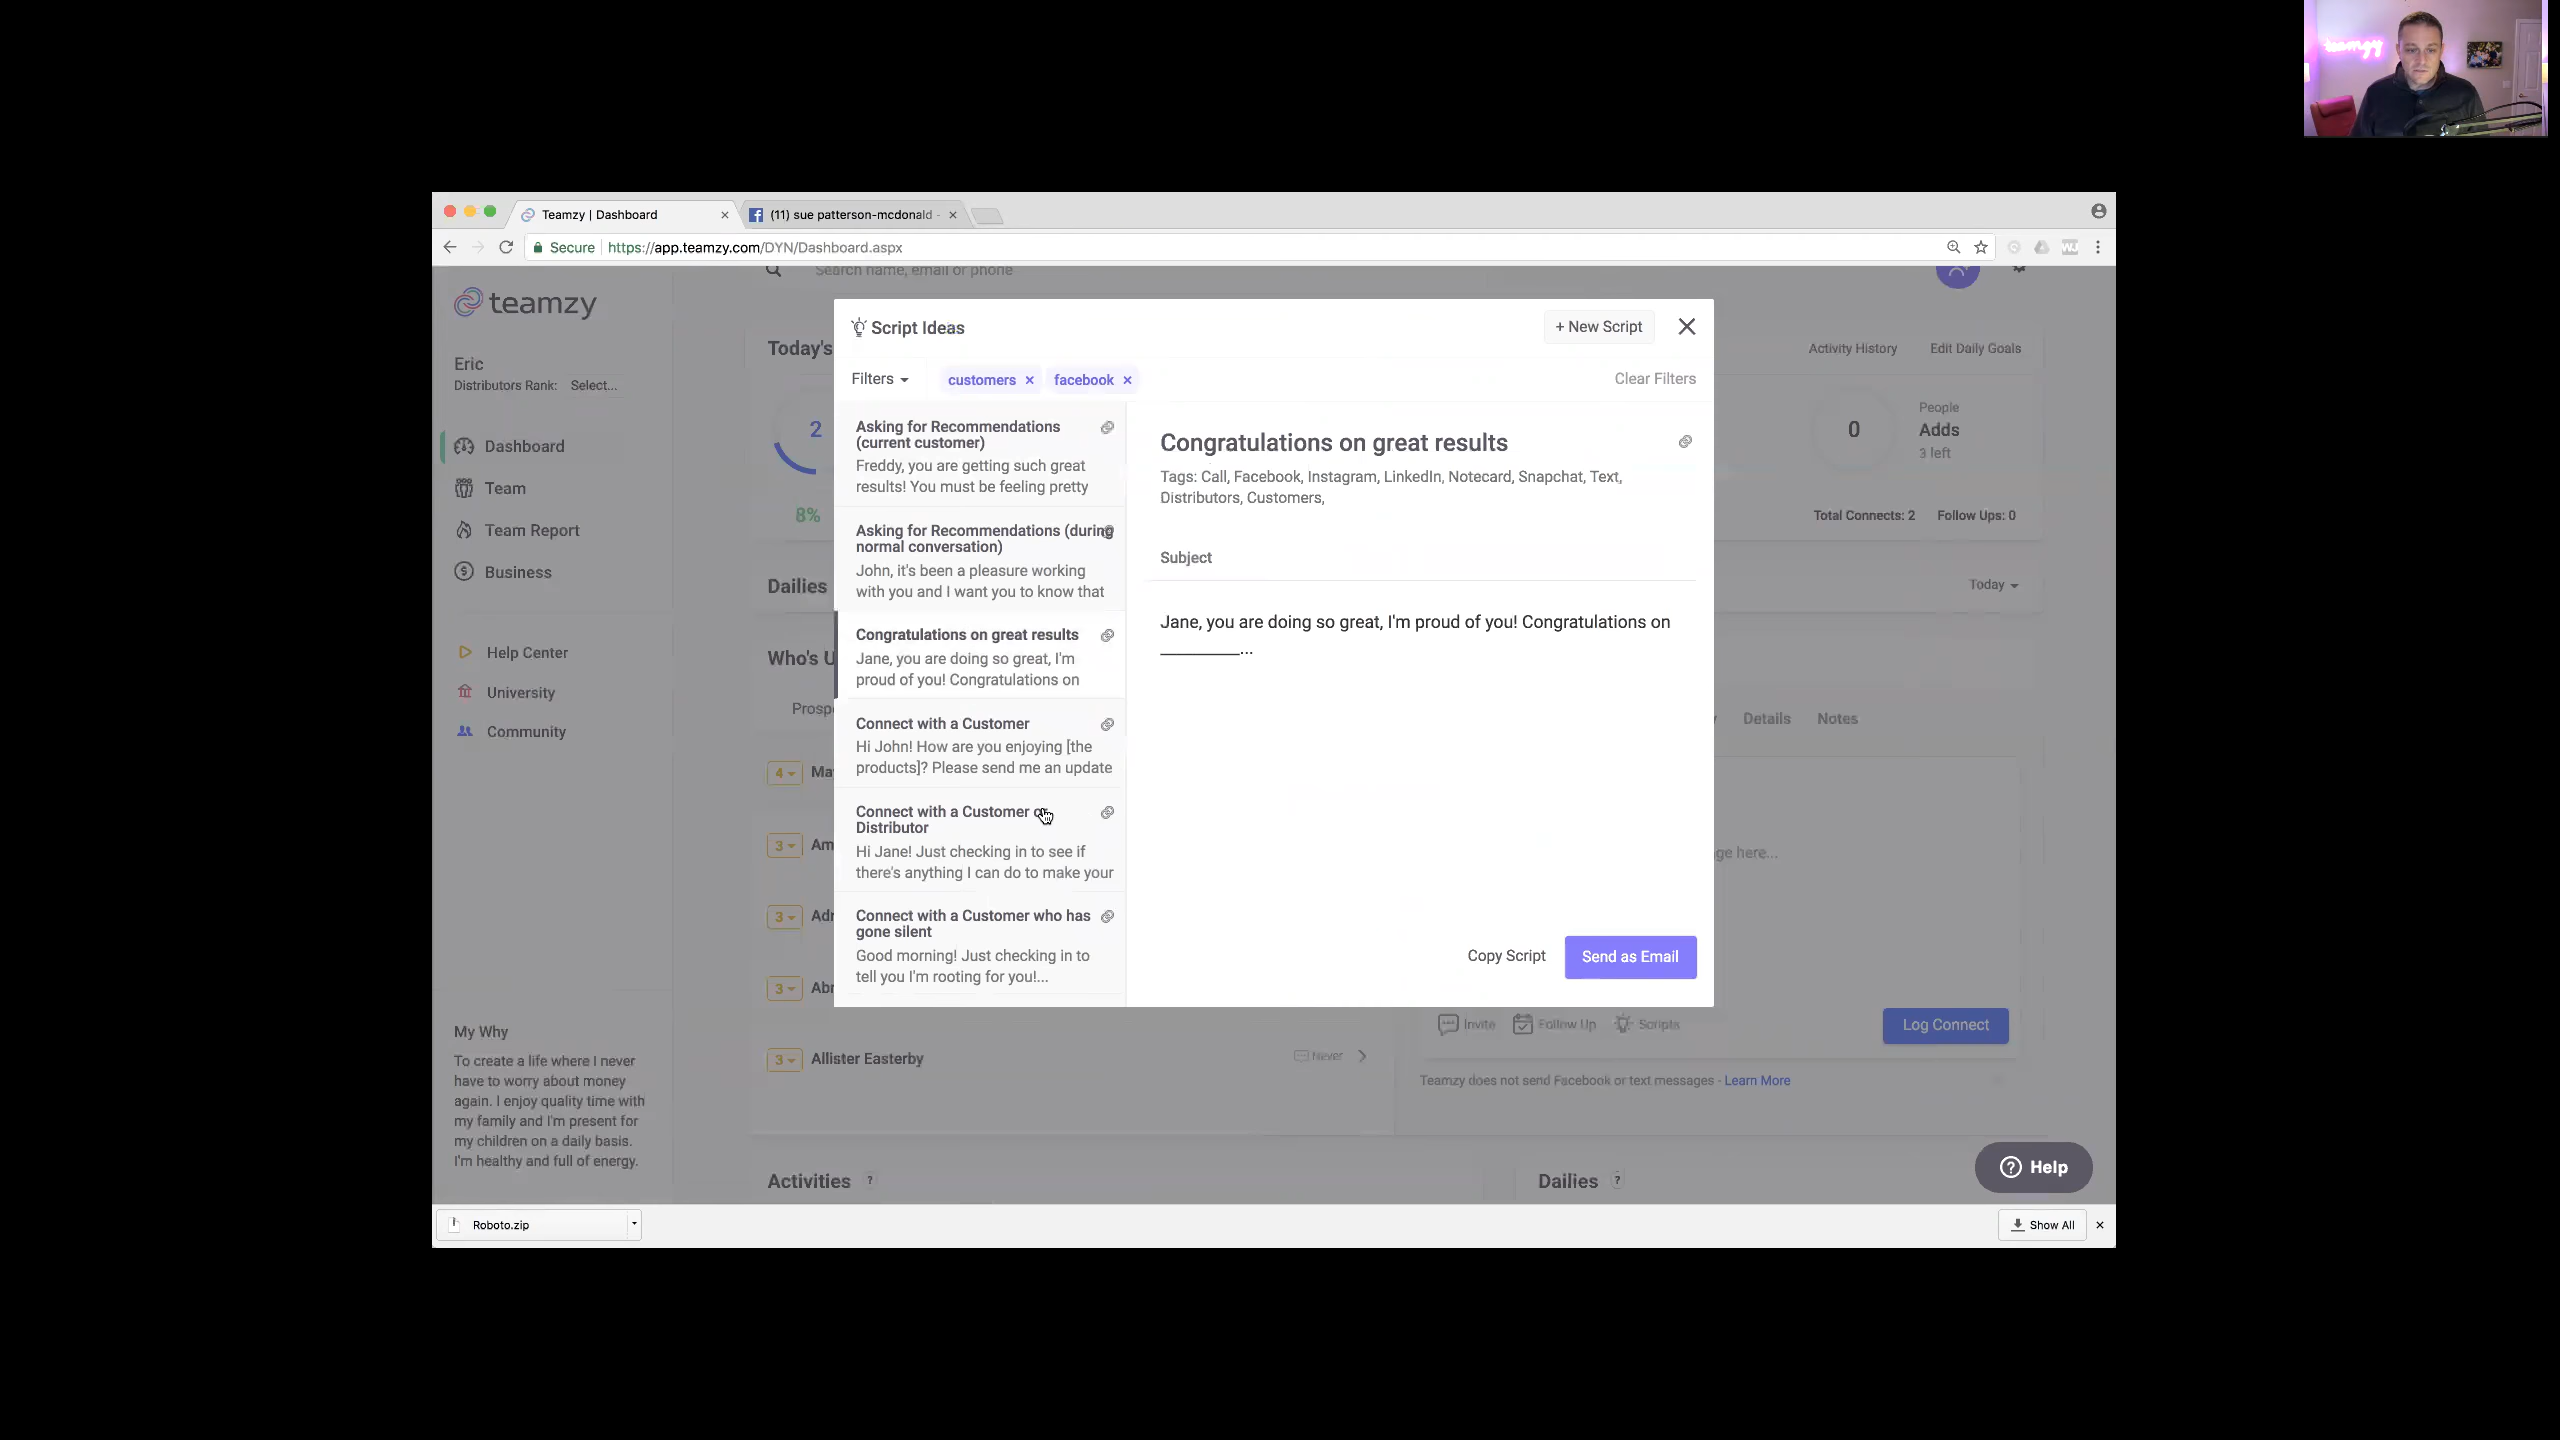 teamzy
Teamzy | Dashboard
(11) sue patterson-mcdonald -
Secure
https://app.teamzy.com/DYN/Dashboard.aspx
Search name, email or phone
teamzy
Eric
Distributors Rank: Select...
Dashboard
Team
Team Report
Business
Help Center
University
Community
My Why
To create a life where I never
have to worry about money
again. I enjoy quality time with
my family and I'm present for
my children on a daily basis.
I'm healthy and full of energy.
Today's
2
8%
Dailies
Who's U
Prosp
4 Ma
3 Am
3 Adr
3 Abr
3 Allister Easterby
Never
Activities ?
Script Ideas
+ New Script
Filters
customers
facebook
Clear Filters
Asking for Recommendations
(current customer)
Freddy, you are getting such great
results! You must be feeling pretty
Asking for Recommendations (during
normal conversation)
John, it's been a pleasure working
with you and I want you to know that
Congratulations on great results
Jane, you are doing so great, I'm
proud of you! Congratulations on
Connect with a Customer
Hi John! How are you enjoying [the
products]? Please send me an update
Connect with a Customer
Distributor
Hi Jane! Just checking in to see if
there's anything I can do to make your
Connect with a Customer who has
gone silent
Good morning! Just checking in to
tell you I'm rooting for you!...
Congratulations on great results
Tags: Call, Facebook, Instagram, LinkedIn, Notecard, Snapchat, Text,
Distributors, Customers,
Subject
Jane, you are doing so great, I'm proud of you! Congratulations on
__________...
Copy Script
Send as Email
Activity History
Edit Daily Goals
0
People
Adds
3 left
Total Connects: 2
Follow Ups: 0
Today
Details
Notes
ge here...
Invite
Follow Up
Scripts
Log Connect
Teamzy does not send Facebook or text messages - Learn More
Dailies ?
Help
Roboto.zip
Show All